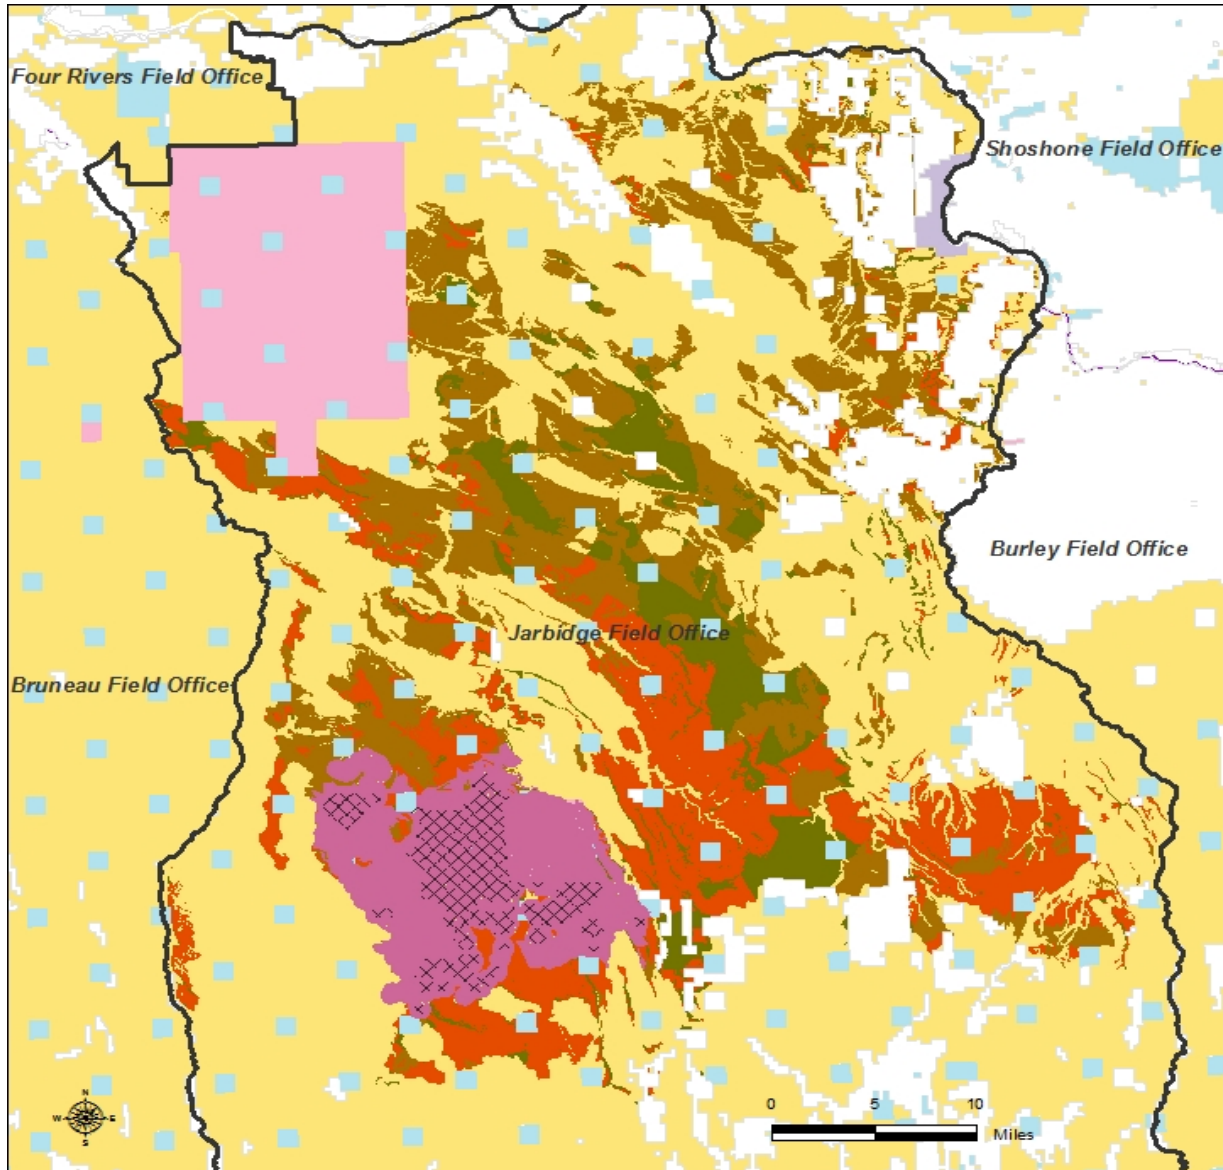 Four Rivers Field Office
Shoshone Field Office
Burley Field Office
Jarbidge Field Office
Bruneau Field Office
N
W E
S
0 5 10
Miles